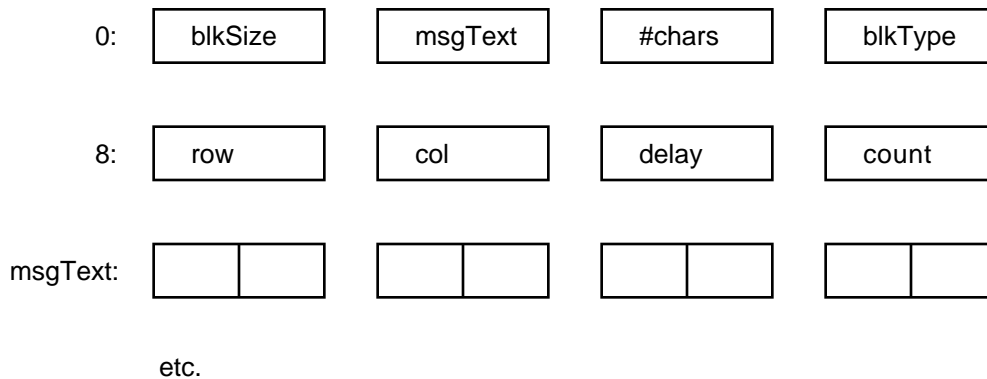 0: blkSize msgText #chars blkType
8: row col delay count
msgText:
etc.